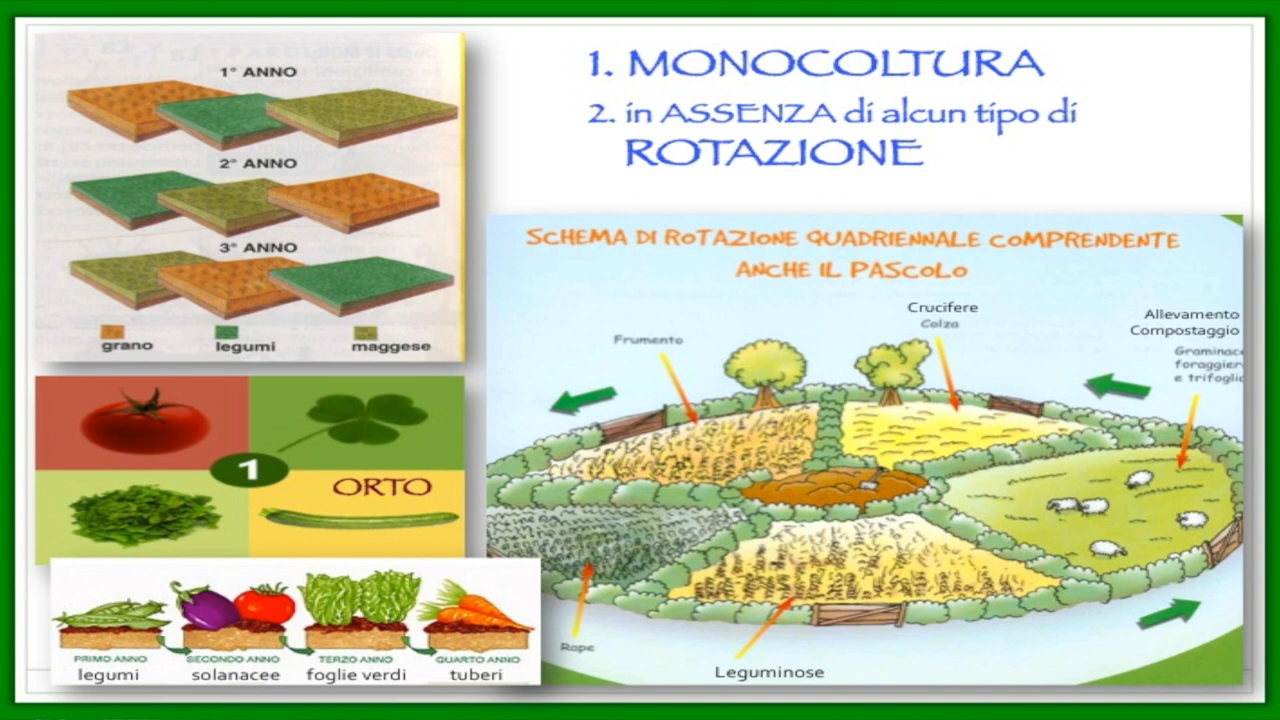 1. MONOCOLTURA
2. in ASSENZA di alcun tipo di
ROTAZIONE
1° ANNO
2° ANNO
3° ANNO
grano legumi maggese
SCHEMA DI ROTAZIONE QUADRIENNALE COMPRENDENTE
ANCHE IL PASCOLO
Crucifere
Colza
Frumento
Allevamento
Compostaggio
e
Rape
Leguminose
1
ORTO
PRIMO ANNO SECONDO ANNO TERZO ANNO QUARTO ANNO
legumi solanacee foglie verdi tuberi